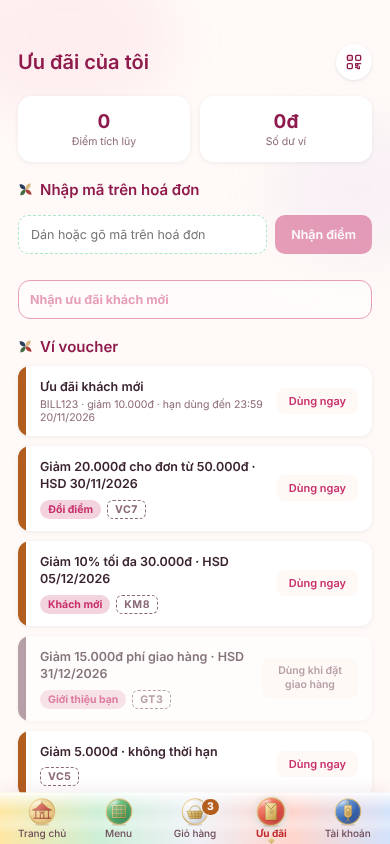 Ưu đãi của tôi
0
Điểm tích lũy
0đ
Số dư ví
Nhập mã trên hoá đơn
Dán hoặc gõ mã trên hoá đơn
Nhận điểm
Nhận ưu đãi khách mới
Ví voucher
Ưu đãi khách mới
BILL123 · giảm 10.000đ · hạn dùng đến 23:59
20/11/2026
Dùng ngay
Giảm 20.000đ cho đơn từ 50.000đ ·
HSD 30/11/2026
Đổi điểm
VC7
Dùng ngay
Giảm 10% tối đa 30.000đ · HSD
05/12/2026
Khách mới
KM8
Dùng ngay
Giảm 15.000đ phí giao hàng · HSD
31/12/2026
Giới thiệu bạn
GT3
Dùng khi đặt
giao hàng
Giảm 5.000đ · không thời hạn
VC5
Dùng ngay
3
Trang chủ
Menu
Giỏ hàng
Ưu đãi
Tài khoản